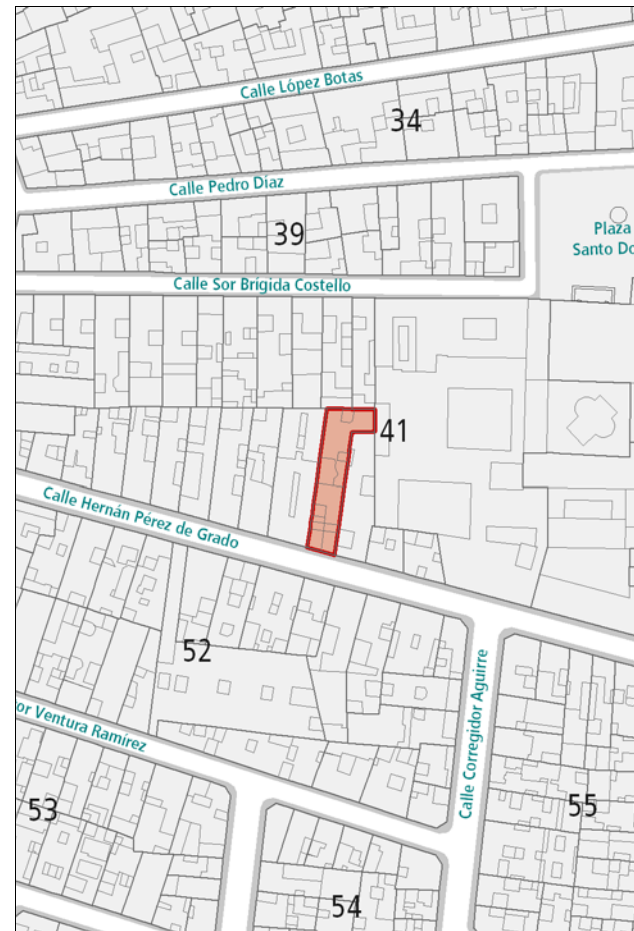 Calle López Botas
34
Calle Pedro Díaz
39
Plaza
Santo Do
Calle Sor Brígida Costello
41
Calle Hernán Pérez de Grado
52
Calle Corregidor Aguirre
or Ventura Ramírez
53
55
54